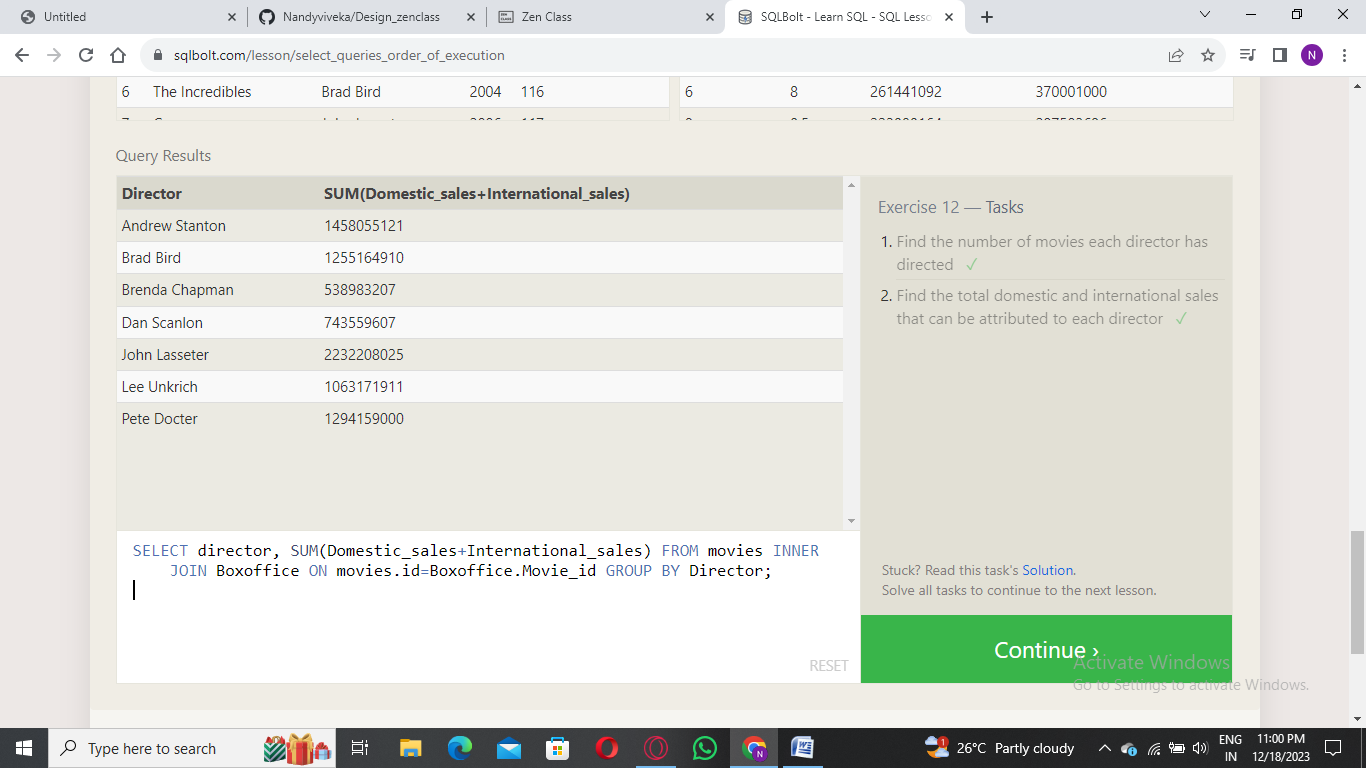 Untitled
Nandyviveka/Design_zenclass
Zen Class
SQLBolt - Learn SQL - SQL Lesso
sqlbolt.com/lesson/select_queries_order_of_execution
N
6 The Incredibles Brad Bird 2004 116
6 8 261441092 370001000
Query Results
Director SUM(Domestic_sales+International_sales)
Andrew Stanton 1458055121
Brad Bird 1255164910
Brenda Chapman 538983207
Dan Scanlon 743559607
John Lasseter 2232208025
Lee Unkrich 1063171911
Pete Docter 1294159000
SELECT director, SUM(Domestic_sales+International_sales) FROM movies INNER
JOIN Boxoffice ON movies.id=Boxoffice.Movie_id GROUP BY Director;
RESET
Exercise 12 — Tasks
1. Find the number of movies each director has
directed ✓
2. Find the total domestic and international sales
that can be attributed to each director ✓
Stuck? Read this task's Solution.
Solve all tasks to continue to the next lesson.
Continue ›
Activate Windows
Go to Settings to activate Windows.
Type here to search
N
1
26°C Partly cloudy
ENG
IN
11:00 PM
12/18/2023